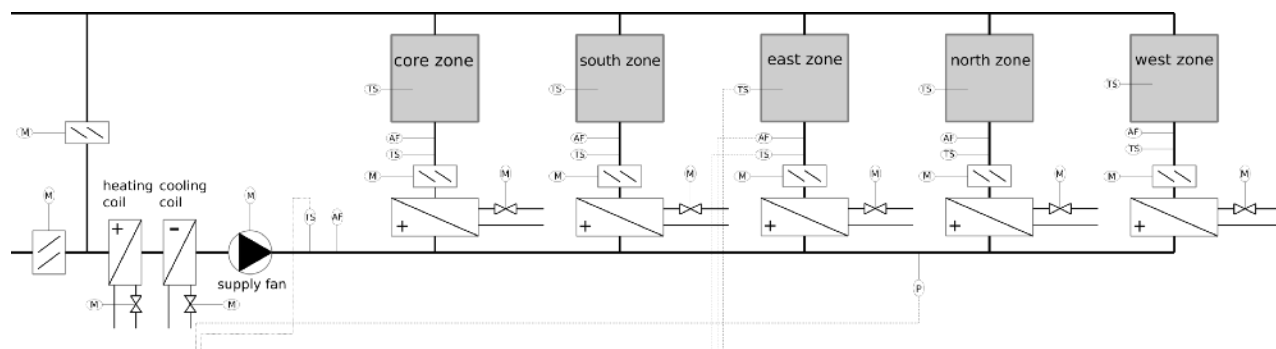 core zone
south zone
east zone
north zone
west zone
TS
TS
TS
TS
TS
M
AF
AF
AF
AF
AF
TS
TS
TS
TS
TS
M
M
M
M
M
M
M
M
M
M
heating
coil
cooling
coil
M
M
TS
AF
+
-
+
+
+
+
+
supply fan
M
M
P